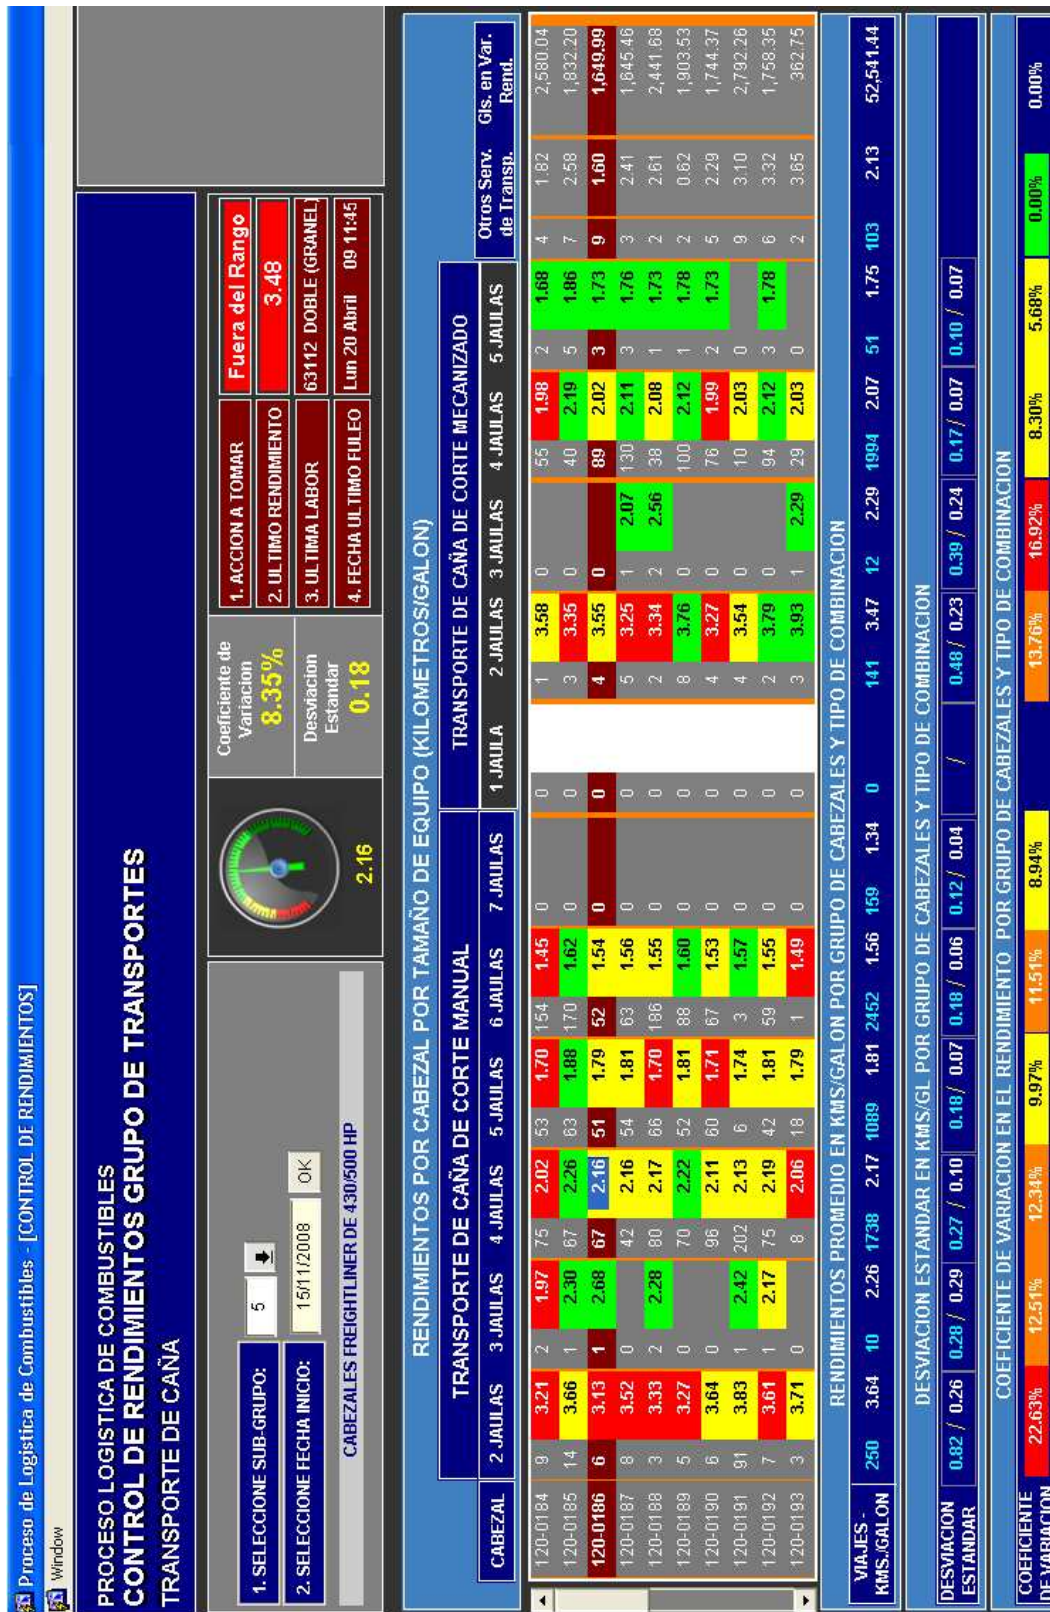 Proceso de Logistica de Combustibles - [CONTROL DE RENDIMIENTOS]
Window
PROCESO LOGISTICA DE COMBUSTIBLES
CONTROL DE RENDIMIENTOS GRUPO DE TRANSPORTES
TRANSPORTE DE CAÑA
1. SELECCIONE SUB-GRUPO: 5
2. SELECCIONE FECHA INICIO: 15/11/2008 OK
CABEZALES FREIGHTLINER DE 430/500 HP
2.16
Coeficiente de
Variacion
8.35%
Desviacion
Estandar
0.18
1. ACCION A TOMAR Fuera del Rango
2. ULTIMO RENDIMIENTO 3.48
3. ULTIMA LABOR 63112 DOBLE (GRANEL)
4. FECHA ULTIMO FULEO Lun 20 Abril 09 11:45
RENDIMIENTOS POR CABEZAL POR TAMAÑO DE EQUIPO (KILOMETROS/GALON)
TRANSPORTE DE CAÑA DE CORTE MANUAL TRANSPORTE DE CAÑA DE CORTE MECANIZADO
CABEZAL 2 JAULAS 3 JAULAS 4 JAULAS 5 JAULAS 6 JAULAS 7 JAULAS 1 JAULA 2 JAULAS 3 JAULAS 4 JAULAS 5 JAULAS Otros Serv. de Transp. Gls. en Var. Rend.
120-0184 9 3.21 2 1.97 75 2.02 53 1.70 154 1.45 0 0 1 3.58 0 55 1.98 2 1.68 4 1.82 2,580.04
120-0185 14 3.66 1 2.30 67 2.26 63 1.88 170 1.62 0 0 3 3.35 0 40 2.19 5 1.86 7 2.58 1,832.20
120-0186 6 3.13 1 2.68 67 2.16 51 1.79 52 1.54 0 0 4 3.55 0 89 2.02 3 1.73 9 1.60 1,649.99
120-0187 8 3.52 0 42 2.16 54 1.81 63 1.56 0 0 5 3.25 1 2.07 130 2.11 3 1.76 3 2.41 1,645.46
120-0188 3 3.33 2 2.28 80 2.17 66 1.70 186 1.55 0 0 2 3.34 2 2.56 38 2.08 1 1.73 2 2.61 2,441.68
120-0189 5 3.27 0 70 2.22 52 1.81 88 1.60 0 0 8 3.76 0 100 2.12 1 1.78 2 0.62 1,903.53
120-0190 6 3.64 0 96 2.11 60 1.71 67 1.53 0 0 4 3.27 0 76 1.99 2 1.73 5 2.29 1,744.37
120-0191 91 3.83 1 2.42 202 2.13 6 1.74 3 1.57 0 0 4 3.54 0 10 2.03 0 9 3.10 2,792.26
120-0192 7 3.61 1 2.17 75 2.19 42 1.81 59 1.55 0 0 2 3.79 0 94 2.12 3 1.78 6 3.32 1,758.35
120-0193 3 3.71 0 8 2.06 18 1.79 1 1.49 0 0 3 3.93 1 2.29 29 2.03 0 2 3.65 362.75
RENDIMIENTOS PROMEDIO EN KMS/GALON POR GRUPO DE CABEZALES Y TIPO DE COMBINACION
VIAJES -
KMS./GALON 250 3.64 10 2.26 1738 2.17 1089 1.81 2452 1.56 159 1.34 0 141 3.47 12 2.29 1994 2.07 51 1.75 103 2.13 52,541.44
DESVIACION ESTANDAR EN KMS/GL POR GRUPO DE CABEZALES Y TIPO DE COMBINACION
DESVIACION
ESTANDAR 0.82 / 0.26 0.28 / 0.29 0.27 / 0.10 0.18 / 0.07 0.18 / 0.06 0.12 / 0.04 / 0.48 / 0.23 0.39 / 0.24 0.17 / 0.07 0.10 / 0.07
COEFICIENTE DE VARIACION EN EL RENDIMIENTO POR GRUPO DE CABEZALES Y TIPO DE COMBINACION
COEFICIENTE
DE VARIACION 22.63% 12.51% 12.34% 9.97% 11.51% 8.94% 13.76% 16.92% 8.30% 5.68% 0.00% 0.00%